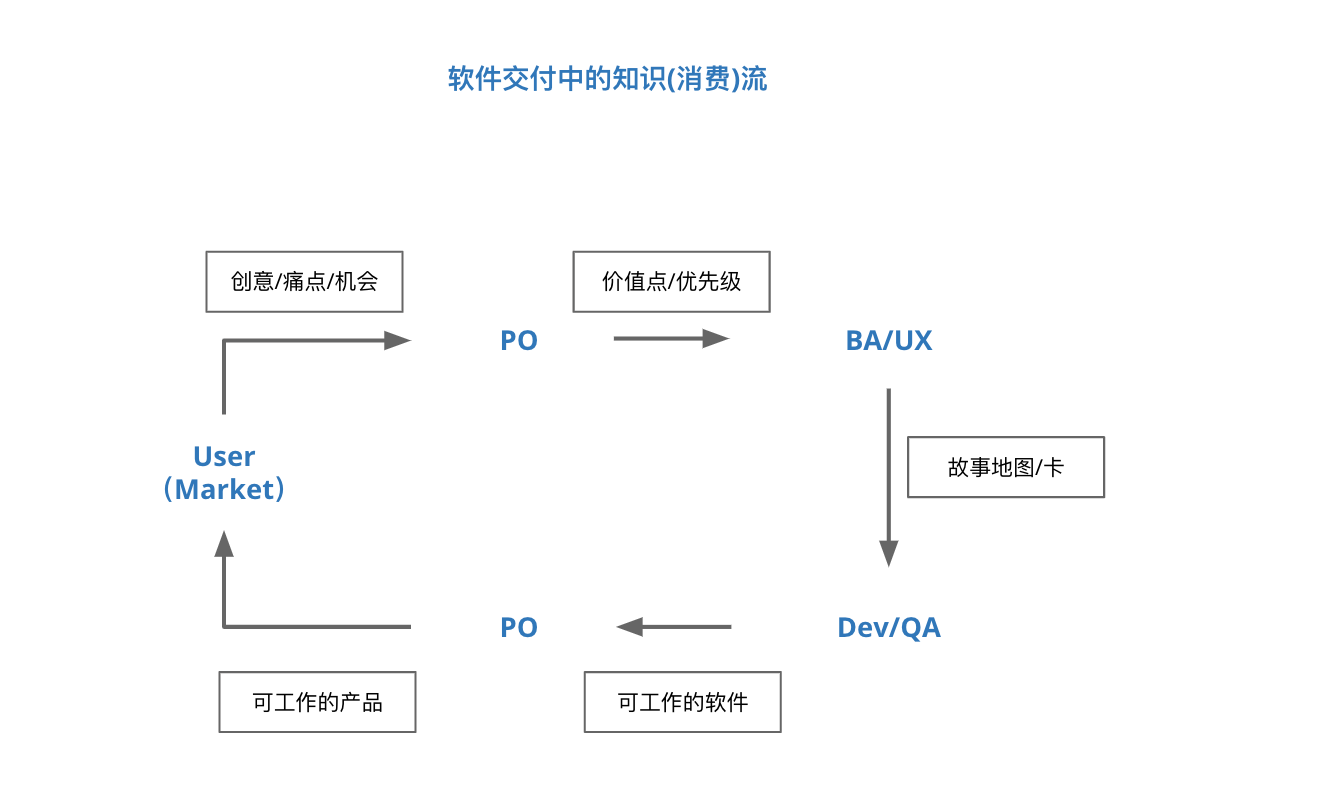 软件交付中的知识(消费)流
创意/痛点/机会
价值点/优先级
PO
BA/UX
故事地图/卡
User
（Market）
PO
Dev/QA
可工作的产品
可工作的软件